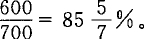 600/700 = 85 5/7 %。